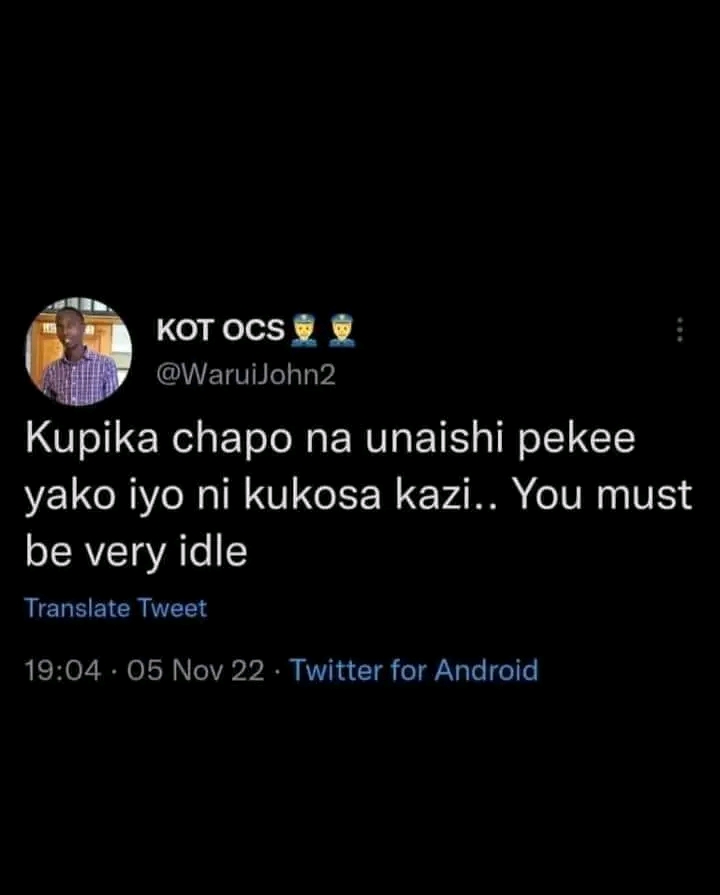 KOT OCS👮👮
@WaruiJohn2
Kupika chapo na unaishi pekee
yako iyo ni kukosa kazi.. You must
be very idle
Translate Tweet
19:04 · 05 Nov 22 · Twitter for Android